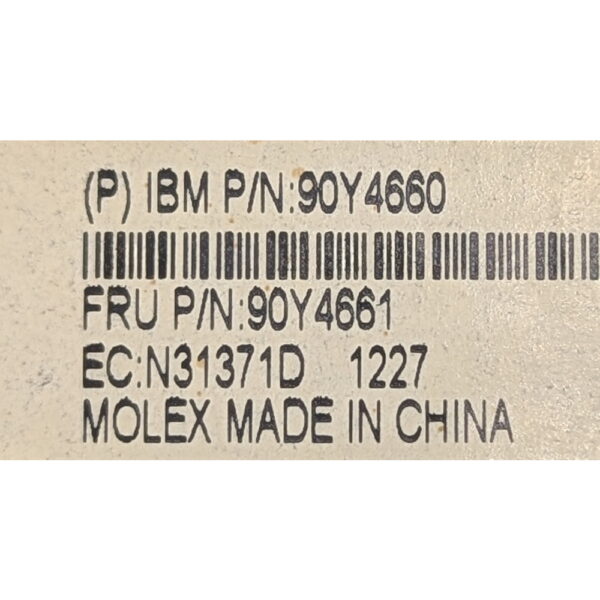 (P) IBM P/N:90Y4660
FRU P/N:90Y4661
EC:N31371D 1227
MOLEX MADE IN CHINA